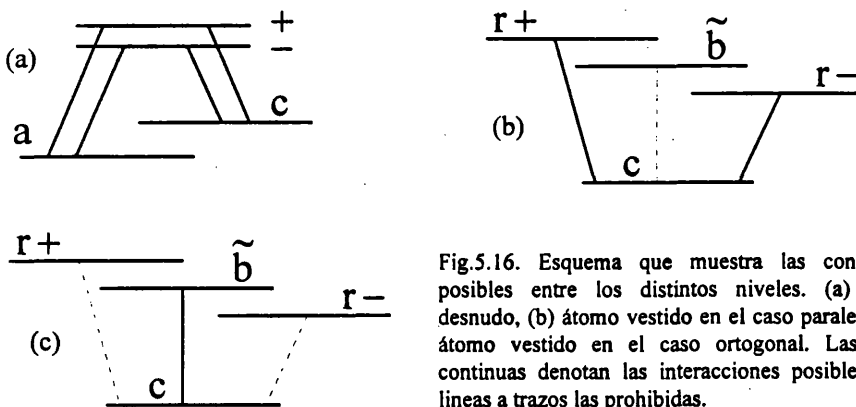 +
−
(a)
c
a
r+
b̃
r−
(b)
c
r+
b̃
r−
(c)
c
Fig.5.16. Esquema que muestra las con
posibles entre los distintos niveles. (a)
desnudo, (b) átomo vestido en el caso parale
átomo vestido en el caso ortogonal. Las
continuas denotan las interacciones posible
lineas a trazos las prohibidas.